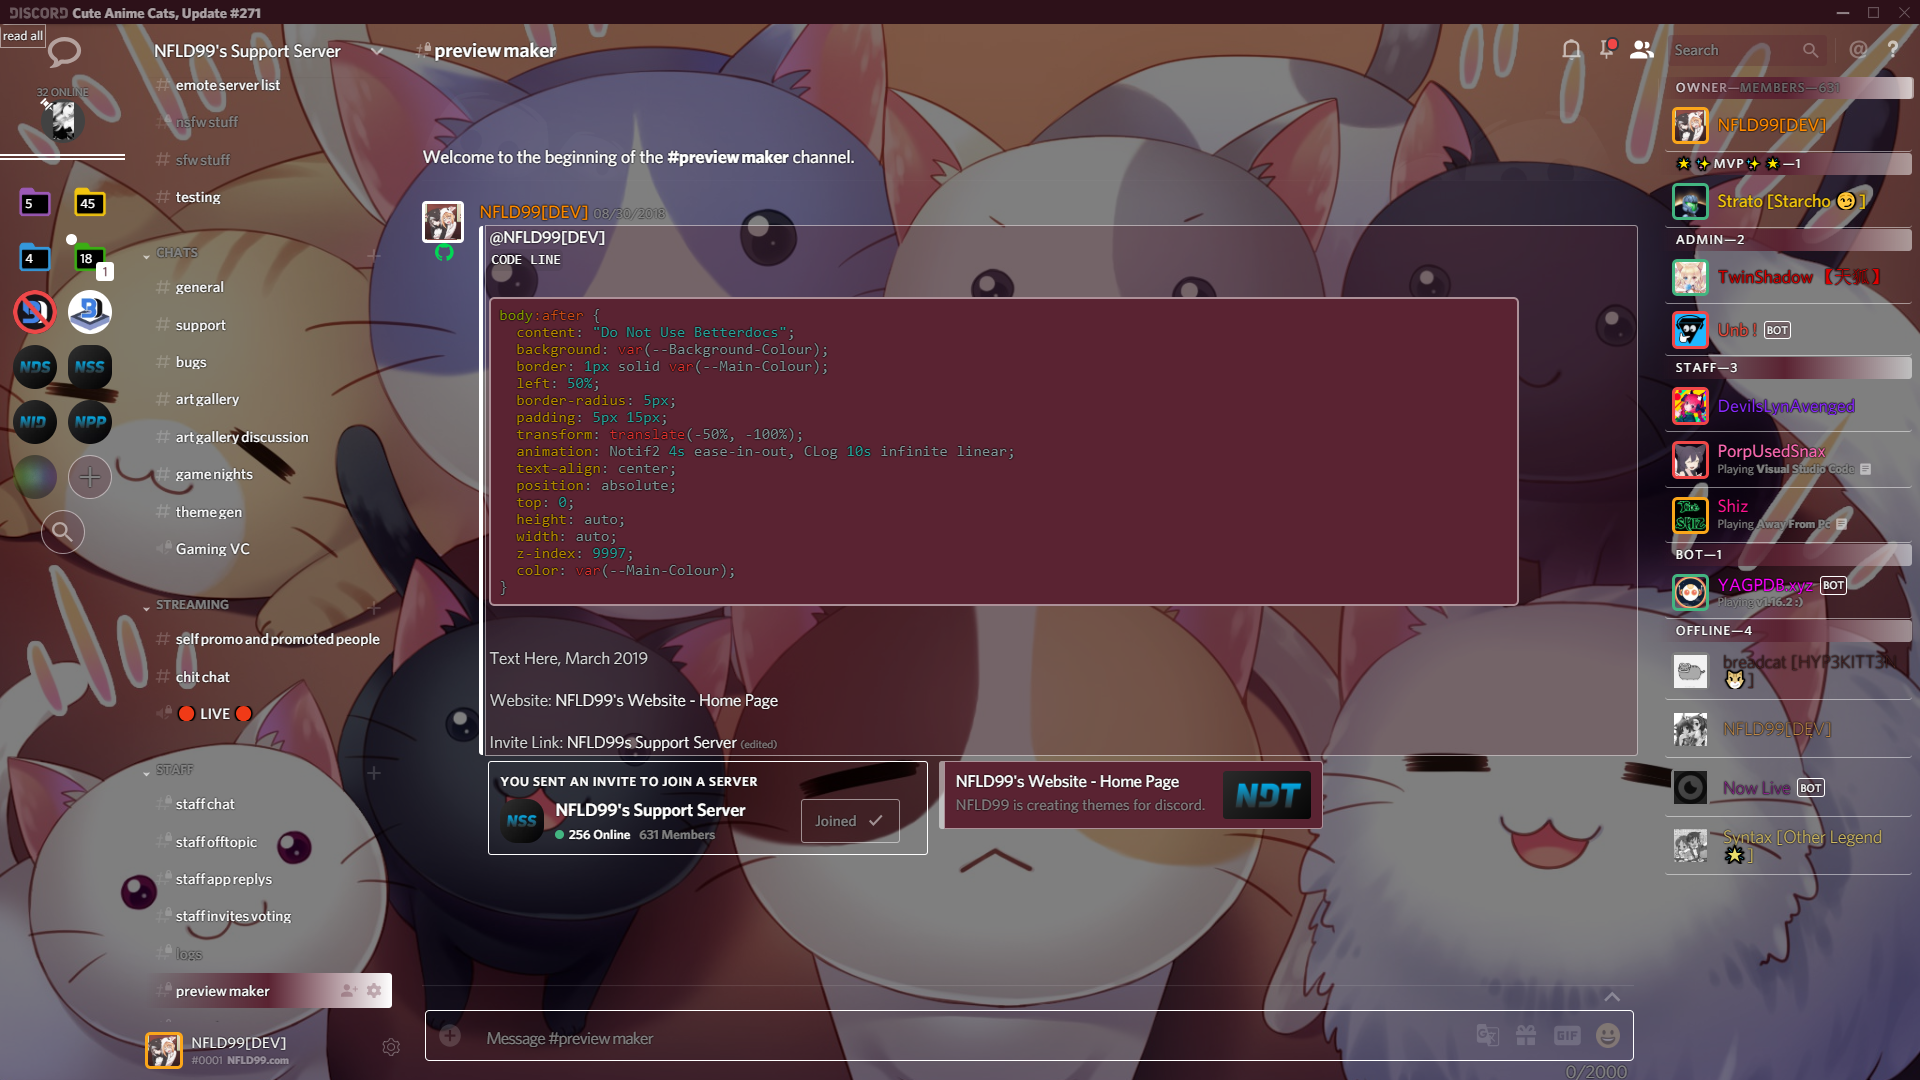 DISCORD Cute Anime Cats, Update #271
read all
32 ONLINE
5
45
4
18
1
NDS
NSS
NID
NPP
NFLD99's Support Server
emote server list
nsfw stuff
sfw stuff
testing
CHATS
general
support
bugs
art gallery
art gallery discussion
game nights
theme gen
Gaming VC
STREAMING
self promo and promoted people
chit chat
🔴 LIVE 🔴
STAFF
staff chat
staff offtopic
staff app replys
staff invites voting
logs
preview maker
NFLD99[DEV]
#0001 NFLD99.com
preview maker
Welcome to the beginning of the #preview maker channel.
NFLD99[DEV] 08/30/2018
@NFLD99[DEV]
CODE LINE
body:after {
content: "Do Not Use Betterdocs";
background: var(--Background-Colour);
border: 1px solid var(--Main-Colour);
left: 50%;
border-radius: 5px;
padding: 5px 15px;
transform: translate(-50%, -100%);
animation: Notif2 4s ease-in-out, CLog 10s infinite linear;
text-align: center;
position: absolute;
top: 0;
height: auto;
width: auto;
z-index: 9997;
color: var(--Main-Colour);
}
Text Here, March 2019
Website: NFLD99's Website - Home Page
Invite Link: NFLD99s Support Server (edited)
YOU SENT AN INVITE TO JOIN A SERVER
NSS
NFLD99's Support Server
256 Online 631 Members
Joined
NFLD99's Website - Home Page
NFLD99 is creating themes for discord.
NDT
Message #preview maker
GIF
0/2000
Search
OWNER—MEMBERS—631
NFLD99[DEV]
MVP —1
Strato [Starcho 😏]
ADMIN—2
TwinShadow 【天狐】
Unb ! BOT
STAFF—3
DevilsLynAvenged
PorpUsedSnax
Playing Visual Studio Code
The SHIZ
Shiz
Playing Away From Pc
BOT—1
YAGPDB.xyz BOT
Playing v1.16.2 :)
OFFLINE—4
breadcat [HYP3KITT3N
🐱]
NFLD99[DEV]
Now Live BOT
Syntax [Other Legend
🌟]